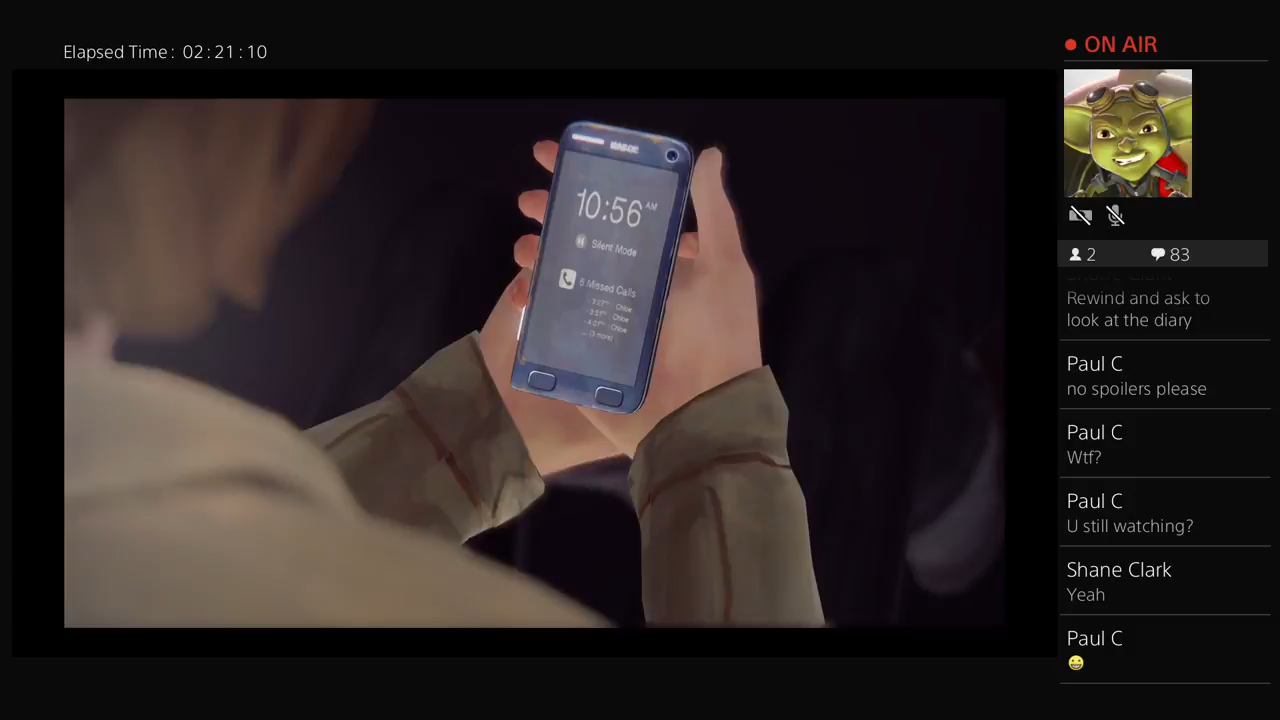 Elapsed Time: 02:21:10
ON AIR
10:56 AM
Silent Mode
6 Missed Calls
Chloe
Chloe
Chloe
2
83
Rewind and ask to
look at the diary
Paul C
no spoilers please
Paul C
Wtf?
Paul C
U still watching?
Shane Clark
Yeah
Paul C
😀